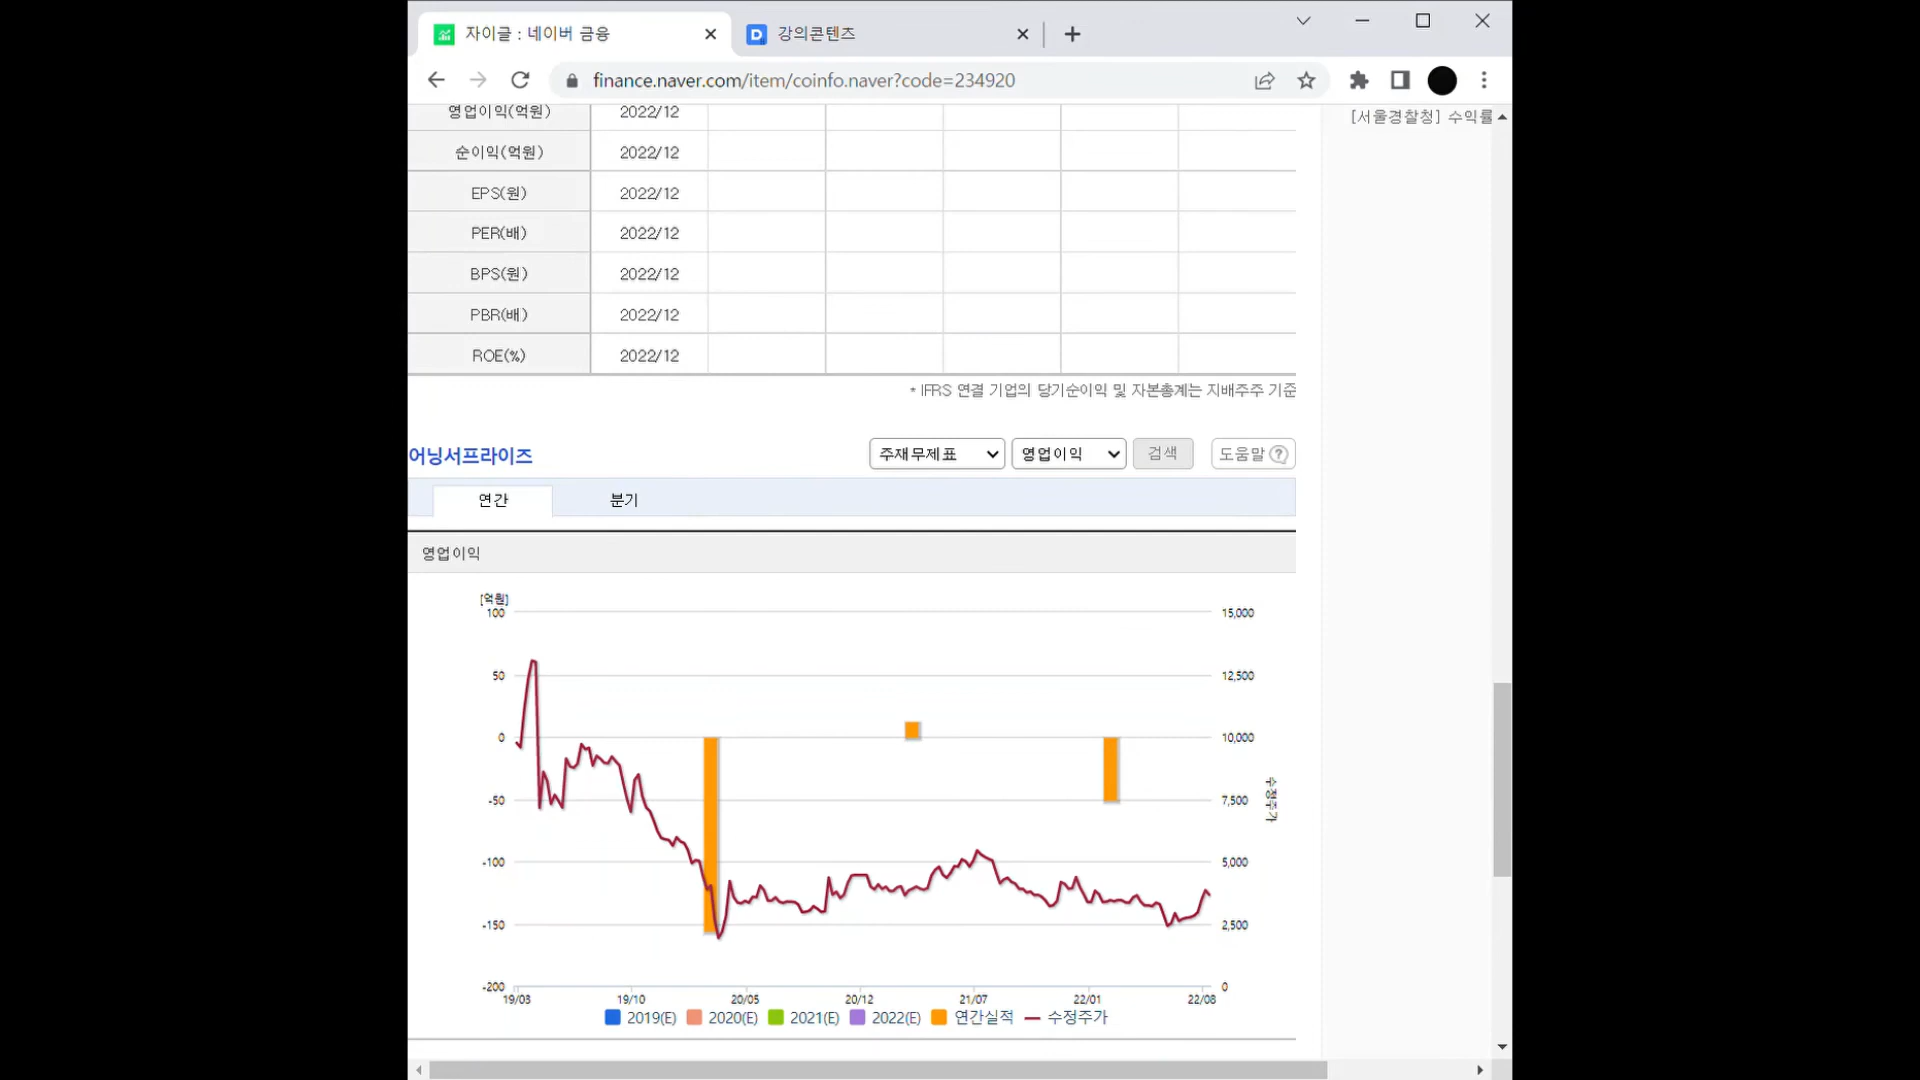 자이글 : 네이버 금융
강의콘텐츠
finance.naver.com/item/coinfo.naver?code=234920
영업이익(억원) 2022/12
[서울경찰청] 수익률
순이익(억원) 2022/12
EPS(원) 2022/12
PER(배) 2022/12
BPS(원) 2022/12
PBR(배) 2022/12
ROE(%) 2022/12
* IFRS 연결 기업의 당기순이익 및 자본총계는 지배주주 기준
어닝서프라이즈
주재무제표 영업이익 검색 도움말 ?
연간 분기
영업이익
[억원]
100 15,000
50 12,500
0 10,000
-50 7,500
-100 5,000
-150 2,500
-200 0
수정주가
19/03 19/10 20/05 20/12 21/07 22/01 22/08
2019(E) 2020(E) 2021(E) 2022(E) 연간실적 수정주가